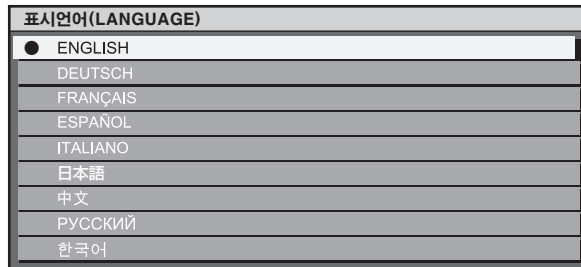 표시언어(LANGUAGE)
ENGLISH
DEUTSCH
FRANÇAIS
ESPAÑOL
ITALIANO
日本語
中文
РУССКИЙ
한국어